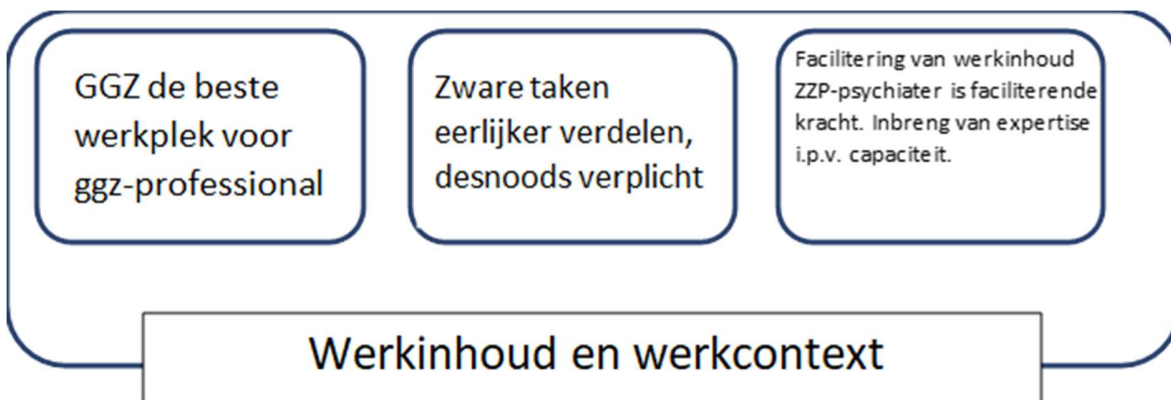 GGZ de beste
werkplek voor
ggz-professional
Zware taken
eerlijker verdelen,
desnoods verplicht
Facilitering van werkinhoud
ZZP-psychiater is faciliterende
kracht. Inbreng van expertise
i.p.v. capaciteit.
Werkinhoud en werkcontext